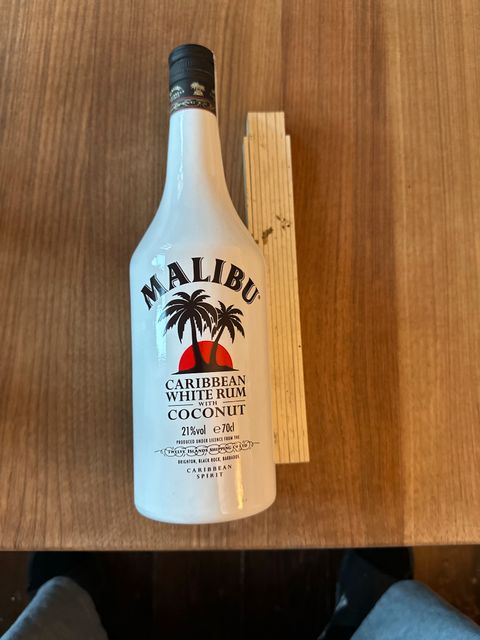 MALIBU®
CARIBBEAN
WHITE RUM
WITH
COCONUT
21%vol ℮70cl
PRODUCED UNDER LICENCE FROM THE
TWELVE ISLANDS SHIPPING CO LTD
BRIGHTON, BLACK ROCK, BARBADOS.
CARIBBEAN
SPIRIT